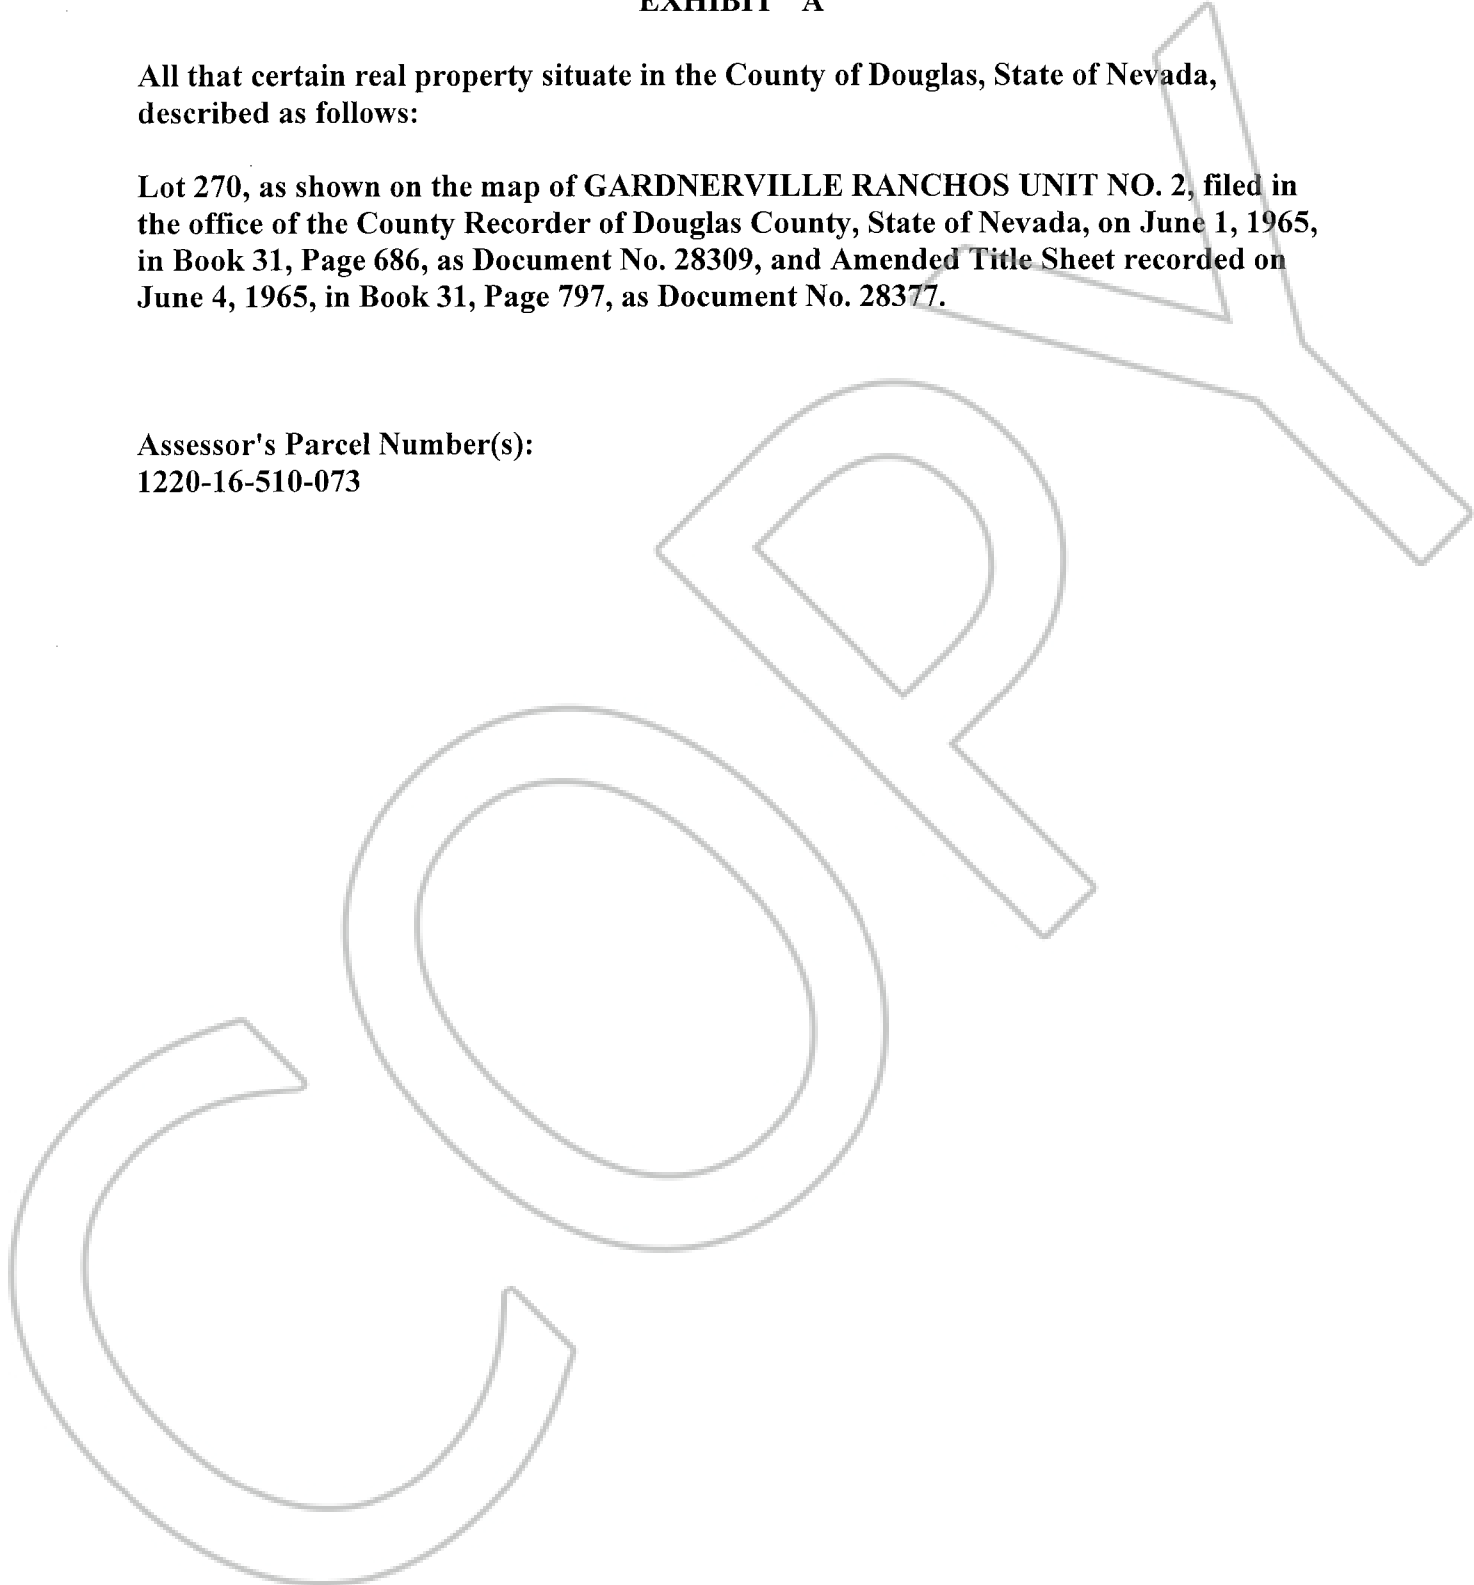 EXHIBIT "A"
All that certain real property situate in the County of Douglas, State of Nevada,
described as follows:
Lot 270, as shown on the map of GARDNERVILLE RANCHOS UNIT NO. 2, filed in
the office of the County Recorder of Douglas County, State of Nevada, on June 1, 1965,
in Book 31, Page 686, as Document No. 28309, and Amended Title Sheet recorded on
June 4, 1965, in Book 31, Page 797, as Document No. 28377.
Assessor's Parcel Number(s):
1220-16-510-073
COPY